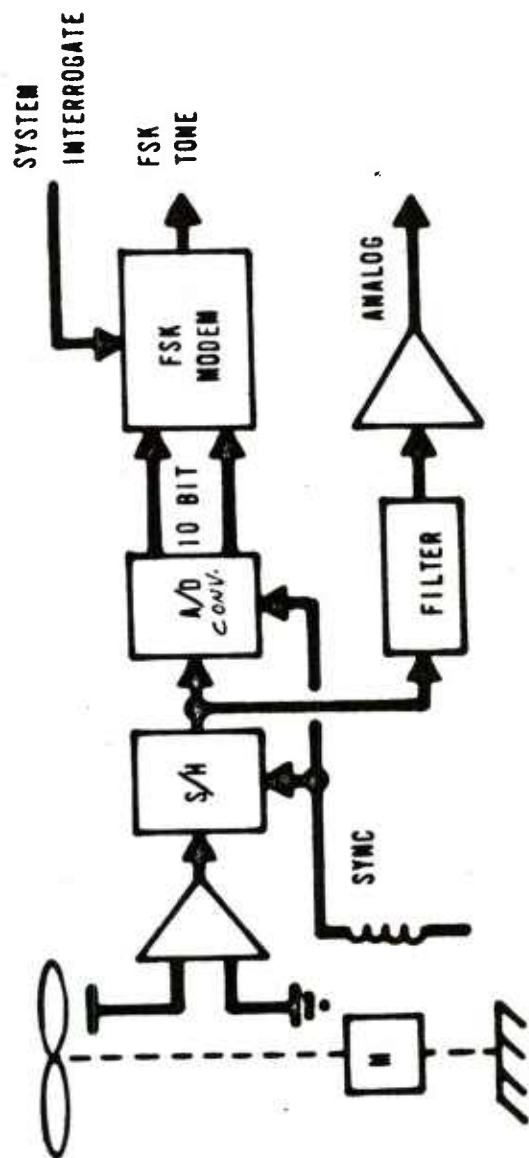 SYSTEM
INTERROGATE
FSK
TONE
FSK
MODEM
10 BIT
A/D
CONV.
S/H
SYNC
M
FILTER
ANALOG